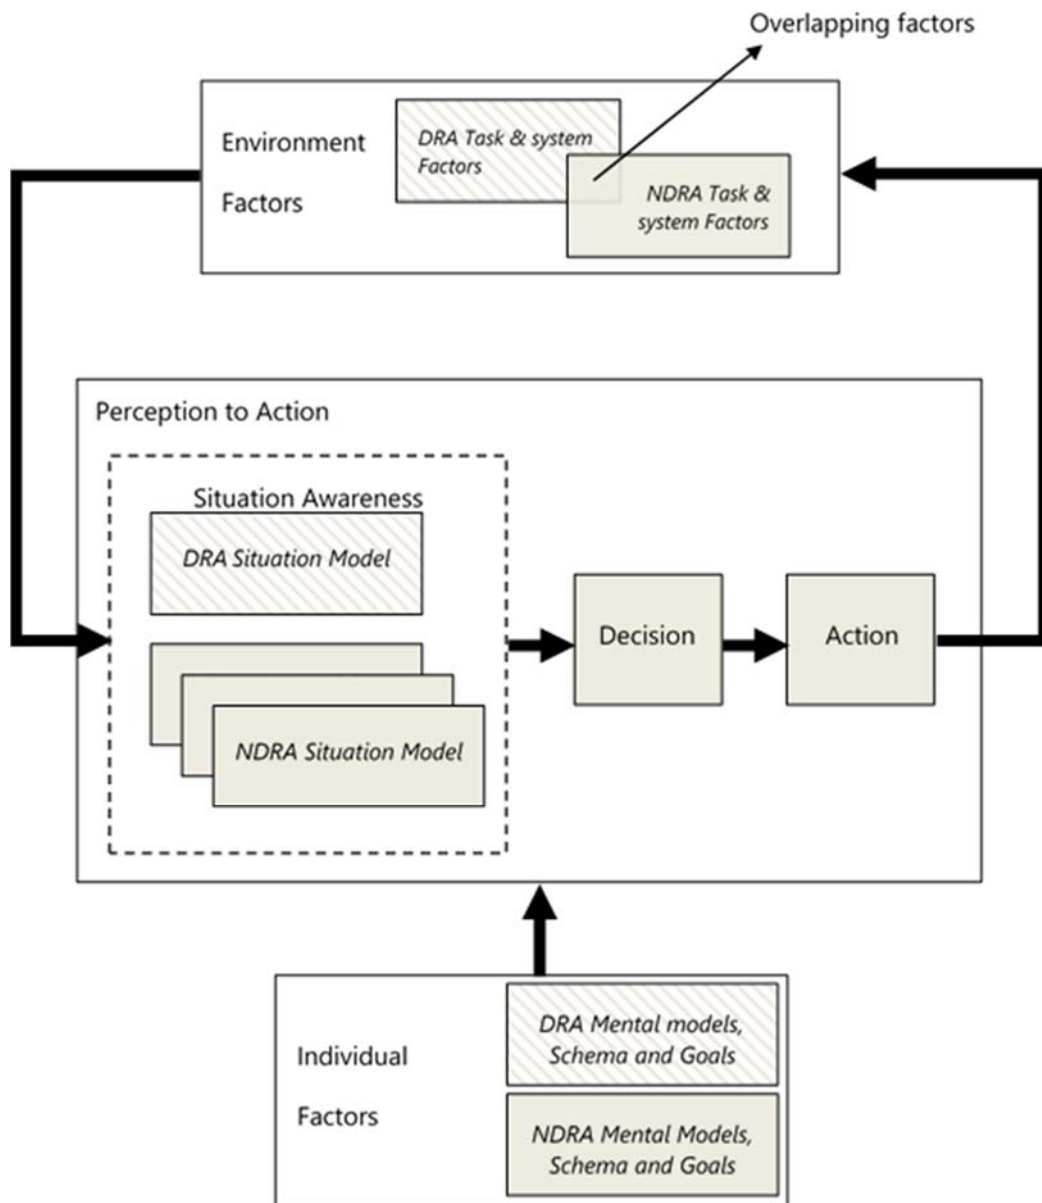 Overlapping factors
Environment
Factors
DRA Task & system
Factors
NDRA Task &
system Factors
Perception to Action
Situation Awareness
DRA Situation Model
NDRA Situation Model
Decision
Action
Individual
Factors
DRA Mental models,
Schema and Goals
NDRA Mental Models,
Schema and Goals